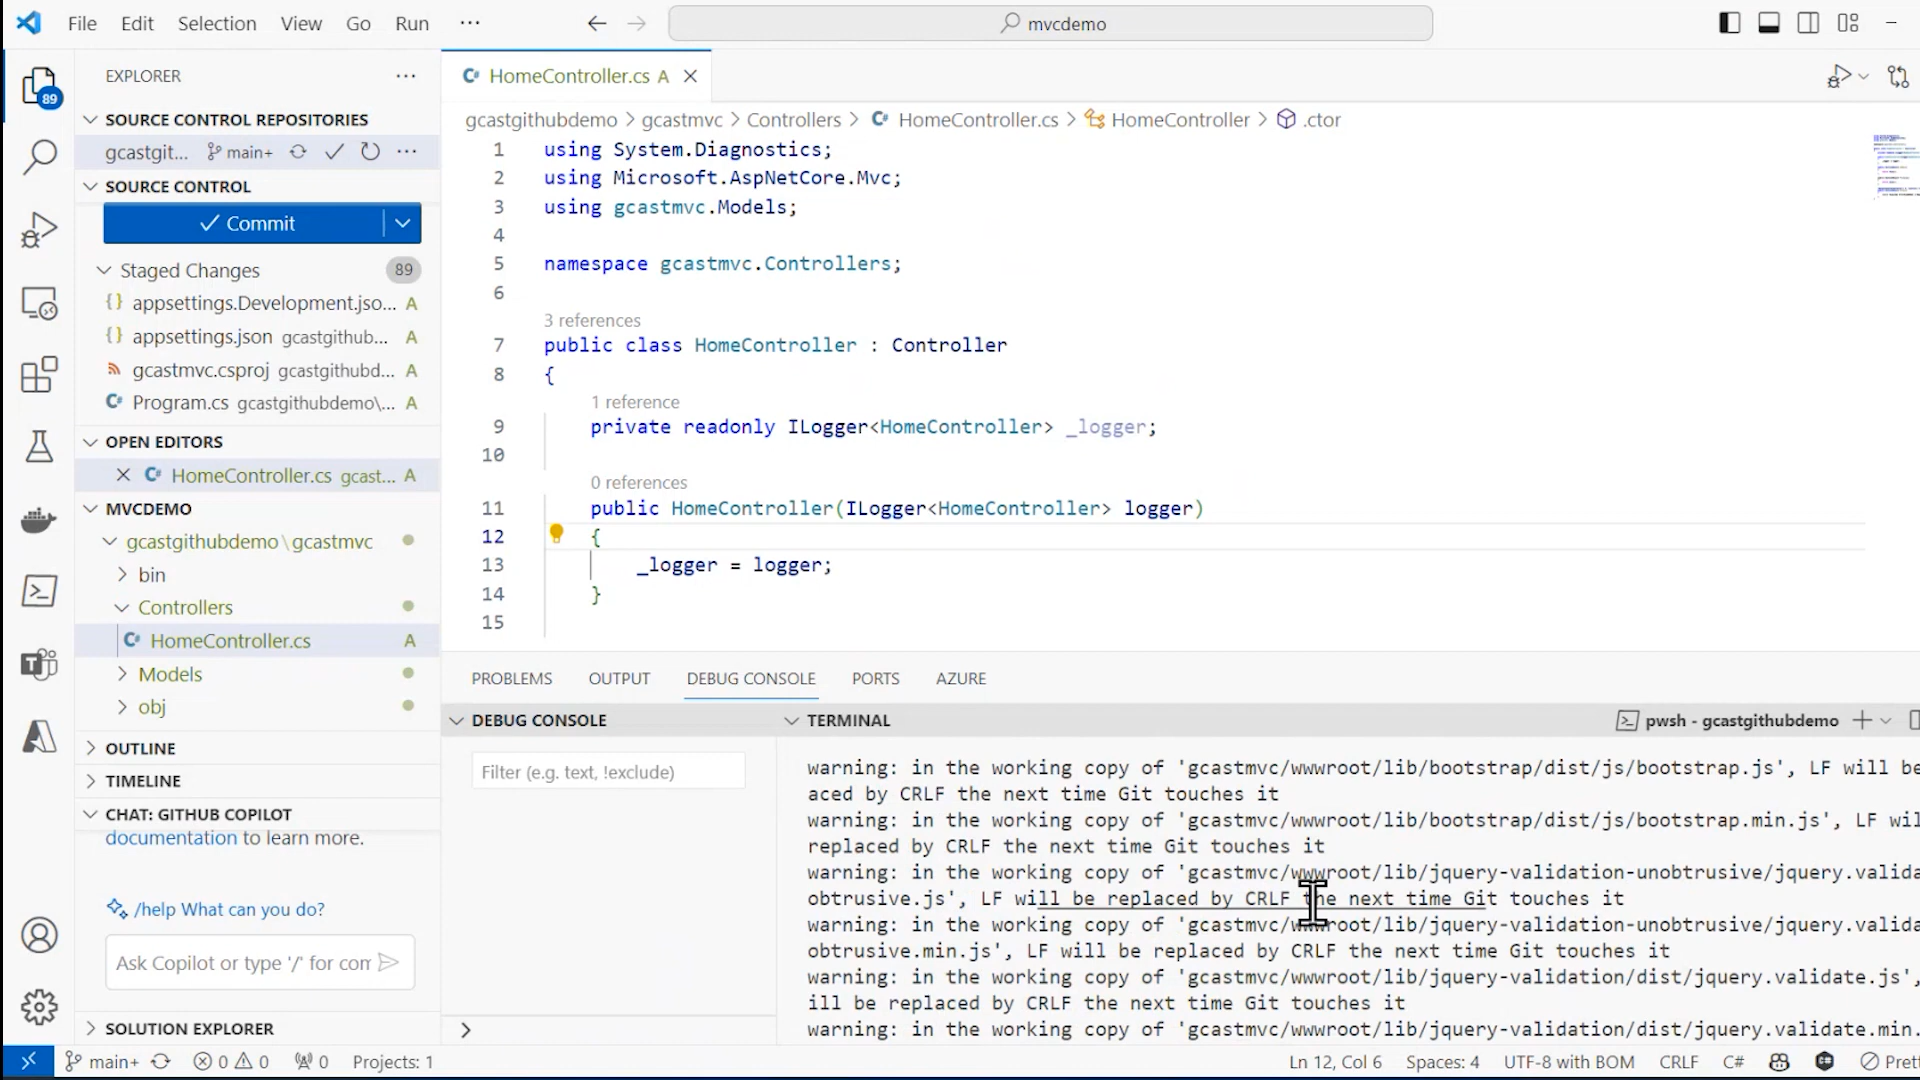 File Edit Selection View Go Run ··· mvcdemo
EXPLORER ···
SOURCE CONTROL REPOSITORIES
gcastgit... main+ ···
SOURCE CONTROL
Commit
Staged Changes 89
appsettings.Development.jso... A
appsettings.json gcastgithub... A
gcastmvc.csproj gcastgithubd... A
Program.cs gcastgithubdemo\... A
OPEN EDITORS
HomeController.cs gcast... A
MVCDEMO
gcastgithubdemo\gcastmvc
bin
Controllers
HomeController.cs A
Models
obj
OUTLINE
TIMELINE
CHAT: GITHUB COPILOT
documentation to learn more.
/help What can you do?
Ask Copilot or type '/' for com
SOLUTION EXPLORER
89
HomeController.cs A
gcastgithubdemo > gcastmvc > Controllers > HomeController.cs > HomeController > .ctor
1 using System.Diagnostics;
2 using Microsoft.AspNetCore.Mvc;
3 using gcastmvc.Models;
4
5 namespace gcastmvc.Controllers;
6
3 references
7 public class HomeController : Controller
8 {
1 reference
9 private readonly ILogger<HomeController> _logger;
10
0 references
11 public HomeController(ILogger<HomeController> logger)
12 {
13 _logger = logger;
14 }
15
PROBLEMS OUTPUT DEBUG CONSOLE PORTS AZURE
DEBUG CONSOLE
Filter (e.g. text, !exclude)
TERMINAL pwsh - gcastgithubdemo
warning: in the working copy of 'gcastmvc/wwwroot/lib/bootstrap/dist/js/bootstrap.js', LF will be
aced by CRLF the next time Git touches it
warning: in the working copy of 'gcastmvc/wwwroot/lib/bootstrap/dist/js/bootstrap.min.js', LF wil
replaced by CRLF the next time Git touches it
warning: in the working copy of 'gcastmvc/wwwroot/lib/jquery-validation-unobtrusive/jquery.valida
obtrusive.js', LF will be replaced by CRLF the next time Git touches it
warning: in the working copy of 'gcastmvc/wwwroot/lib/jquery-validation-unobtrusive/jquery.valida
obtrusive.min.js', LF will be replaced by CRLF the next time Git touches it
warning: in the working copy of 'gcastmvc/wwwroot/lib/jquery-validation/dist/jquery.validate.js',
ill be replaced by CRLF the next time Git touches it
warning: in the working copy of 'gcastmvc/wwwroot/lib/jquery-validation/dist/jquery.validate.min.
main+ 0 0 0 Projects: 1 Ln 12, Col 6 Spaces: 4 UTF-8 with BOM CRLF C# Prett